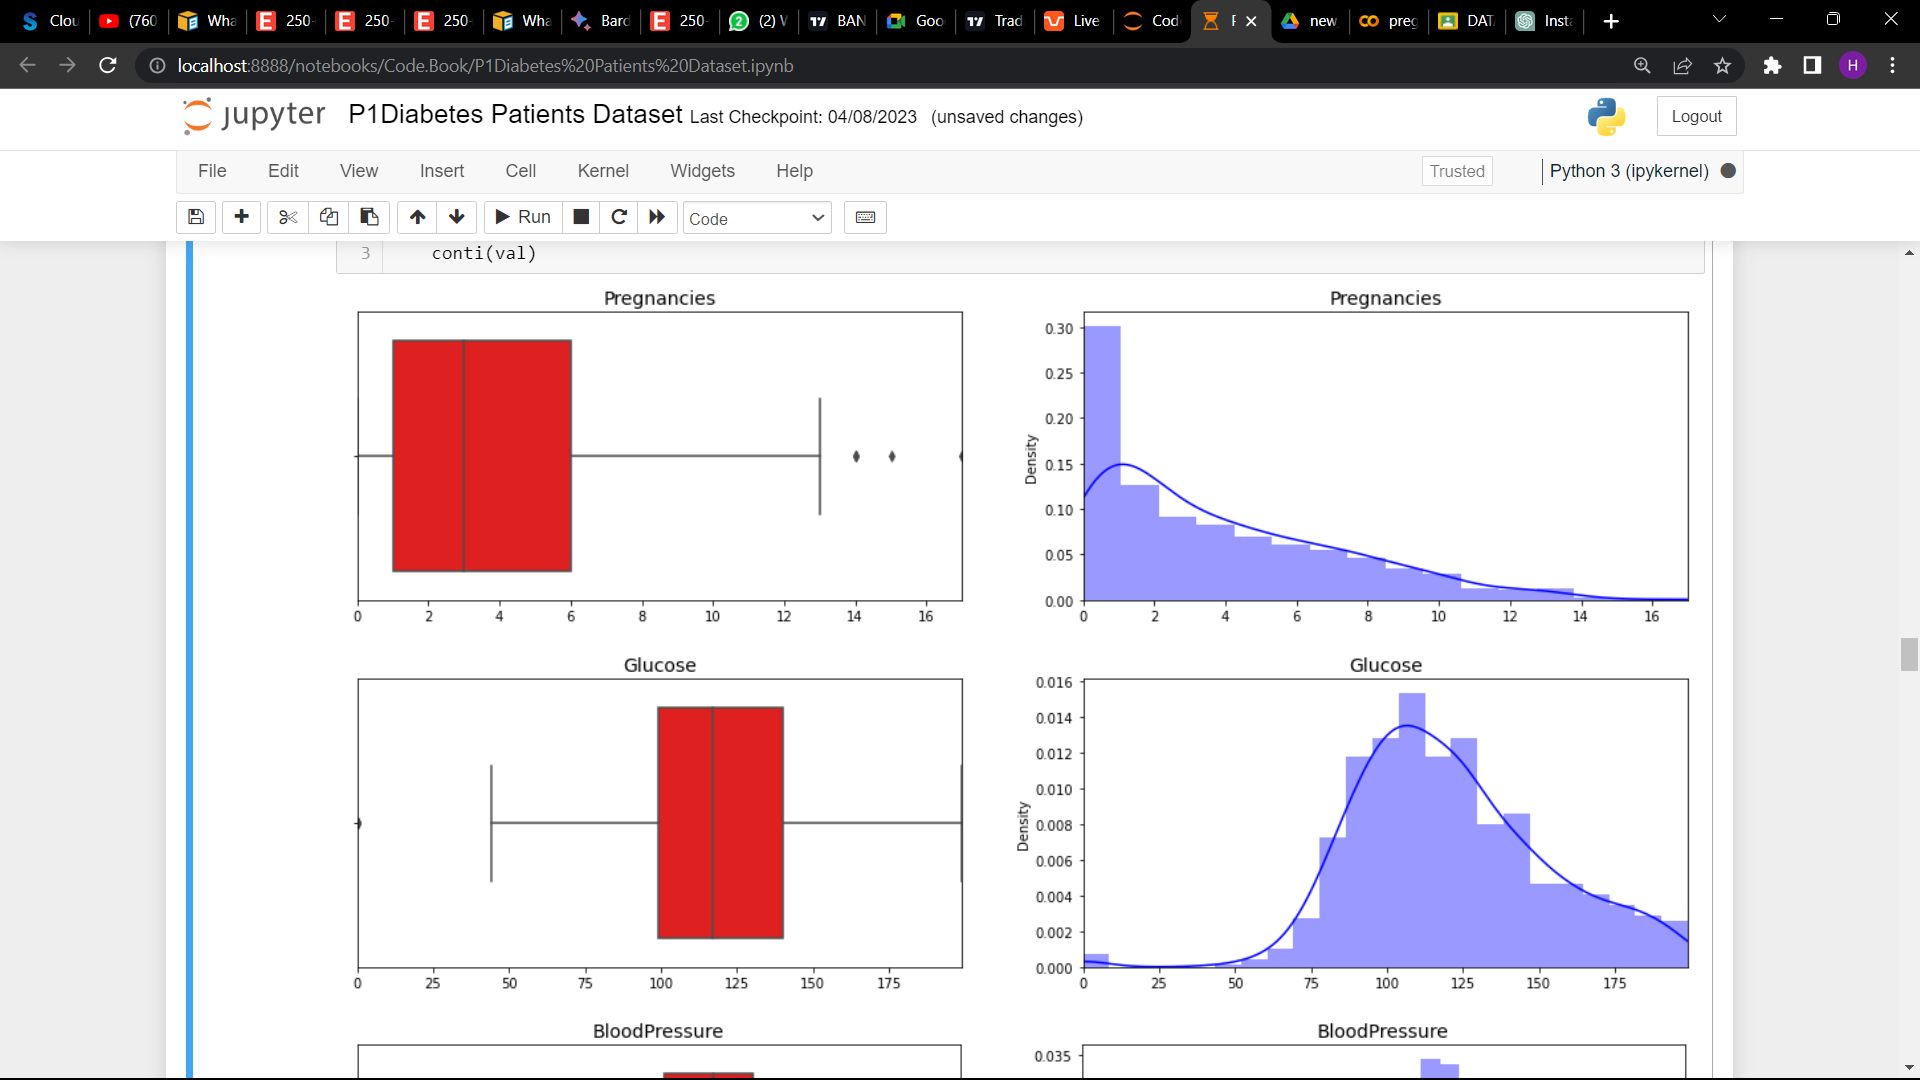 Clou
(760
Wha
250-
250-
250-
Wha
Bard
250-
(2) W
BAN
Goo
Trad
Live
Cod
new
preg
DAT
Insta
localhost:8888/notebooks/Code.Book/P1Diabetes%20Patients%20Dataset.ipynb
H
jupyter P1Diabetes Patients Dataset Last Checkpoint: 04/08/2023 (unsaved changes)
Logout
File Edit View Insert Cell Kernel Widgets Help
Trusted
Python 3 (ipykernel)
Run
Code
3 conti(val)
Pregnancies
0 2 4 6 8 10 12 14 16
Pregnancies
Density
0.30
0.25
0.20
0.15
0.10
0.05
0.00
0 2 4 6 8 10 12 14 16
Glucose
0 25 50 75 100 125 150 175
Glucose
Density
0.016
0.014
0.012
0.010
0.008
0.006
0.004
0.002
0.000
0 25 50 75 100 125 150 175
BloodPressure
BloodPressure
0.035